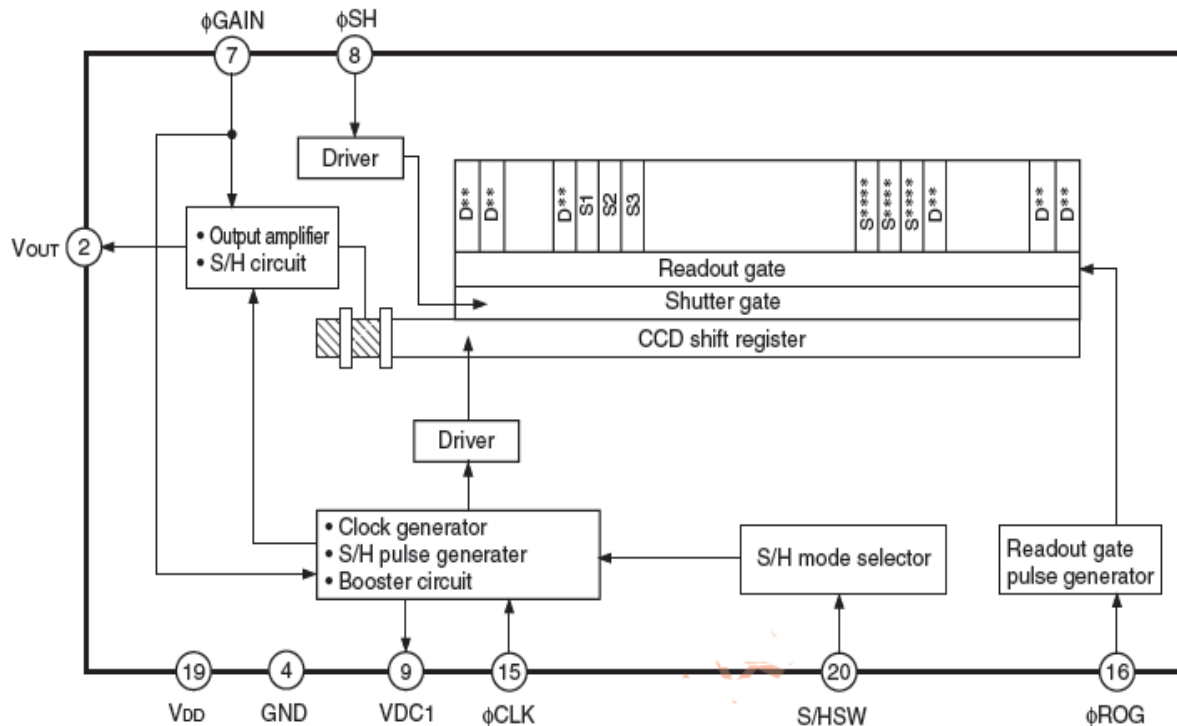 ϕGAIN
ϕSH
7
8
Driver
D**
D**
D**
S1
S2
S3
S****
S****
S****
D**
D**
D**
• Output amplifier
• S/H circuit
VOUT
2
Readout gate
Shutter gate
CCD shift register
Driver
• Clock generator
• S/H pulse generater
• Booster circuit
S/H mode selector
Readout gate
pulse generator
19
4
9
15
20
16
VDD
GND
VDC1
ϕCLK
S/HSW
ϕROG